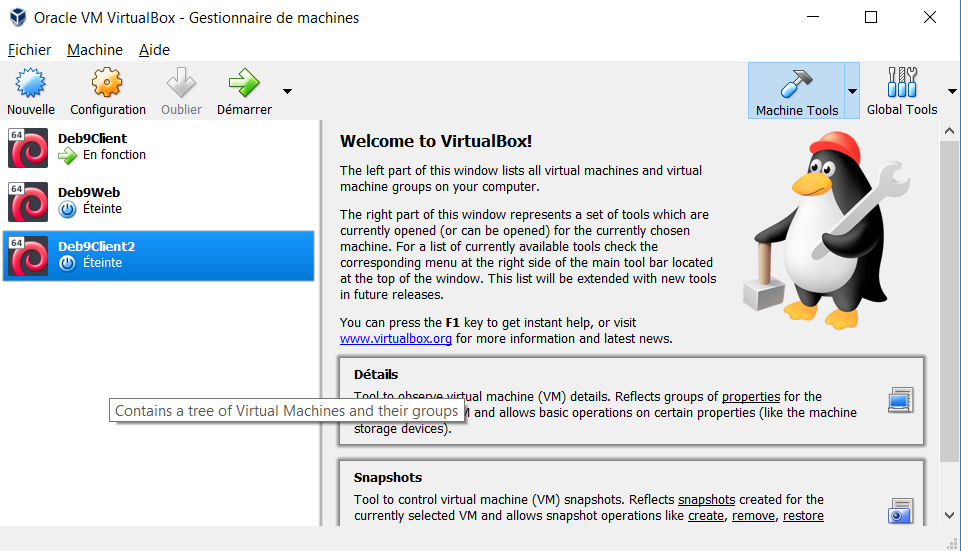 Oracle VM VirtualBox - Gestionnaire de machines
Fichier Machine Aide
Nouvelle Configuration Oublier Démarrer Machine Tools Global Tools
64 Deb9Client
En fonction
64 Deb9Web
Éteinte
64 Deb9Client2
Éteinte
Contains a tree of Virtual Machines and their groups
Welcome to VirtualBox!
The left part of this window lists all virtual machines and virtual
machine groups on your computer.
The right part of this window represents a set of tools which are
currently opened (or can be opened) for the currently chosen
machine. For a list of currently available tools check the
corresponding menu at the right side of the main tool bar located
at the top of the window. This list will be extended with new tools
in future releases.
You can press the F1 key to get instant help, or visit
www.virtualbox.org for more information and latest news.
Détails
Tool to observe virtual machine (VM) details. Reflects groups of properties for the
M and allows basic operations on certain properties (like the machine
storage devices).
Snapshots
Tool to control virtual machine (VM) snapshots. Reflects snapshots created for the
currently selected VM and allows snapshot operations like create, remove, restore